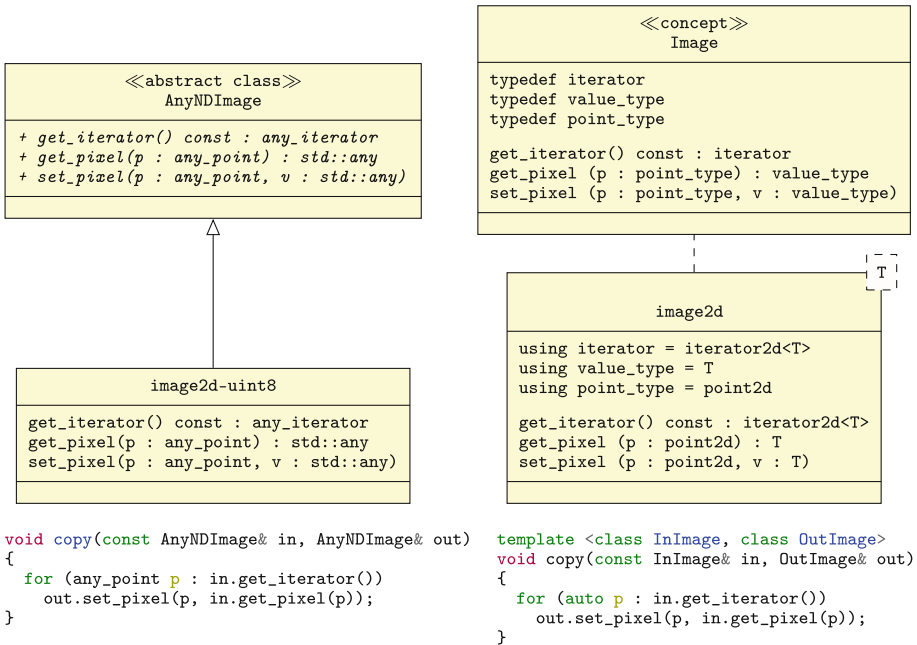 ≪abstract class≫
AnyNDImage
+ get_iterator() const : any_iterator
+ get_pixel(p : any_point) : std::any
+ set_pixel(p : any_point, v : std::any)
image2d-uint8
get_iterator() const : any_iterator
get_pixel(p : any_point) : std::any
set_pixel(p : any_point, v : std::any)
void copy(const AnyNDImage& in, AnyNDImage& out)
{
  for (any_point p : in.get_iterator())
    out.set_pixel(p, in.get_pixel(p));
}
≪concept≫
Image
typedef iterator
typedef value_type
typedef point_type
get_iterator() const : iterator
get_pixel (p : point_type) : value_type
set_pixel (p : point_type, v : value_type)
T
image2d
using iterator = iterator2d<T>
using value_type = T
using point_type = point2d
get_iterator() const : iterator2d<T>
get_pixel (p : point2d) : T
set_pixel (p : point2d, v : T)
template <class InImage, class OutImage>
void copy(const InImage& in, OutImage& out)
{
  for (auto p : in.get_iterator())
    out.set_pixel(p, in.get_pixel(p));
}